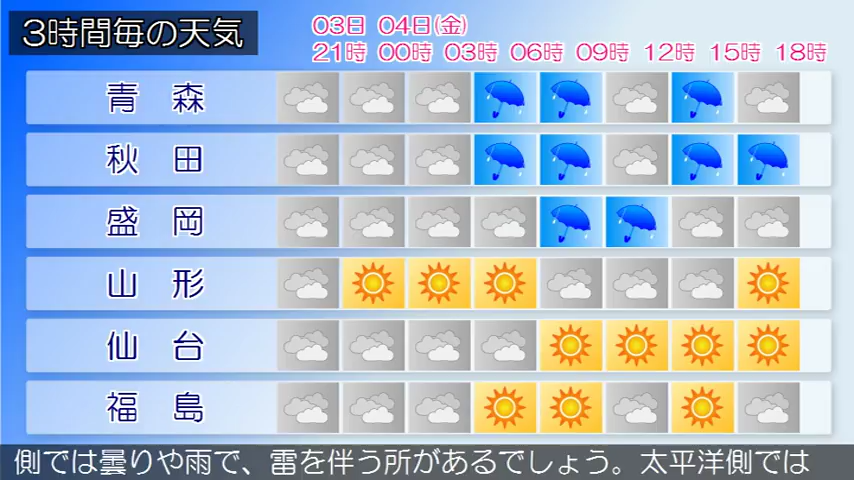 3時間毎の天気
03日 04日(金)
21時 00時 03時 06時 09時 12時 15時 18時
青 森
秋 田
盛 岡
山 形
仙 台
福 島
側では曇りや雨で、雷を伴う所があるでしょう。太平洋側では